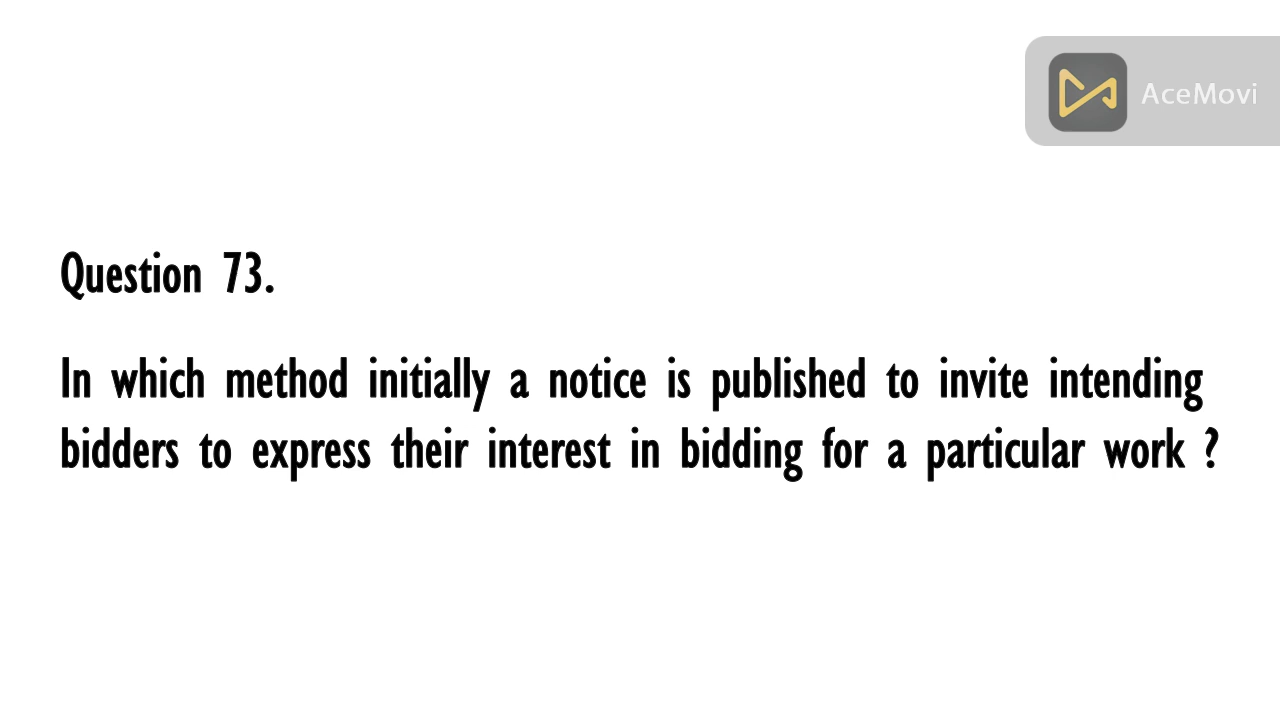 AceMovi
Question 73.
In which method initially a notice is published to invite intending
bidders to express their interest in bidding for a particular work ?